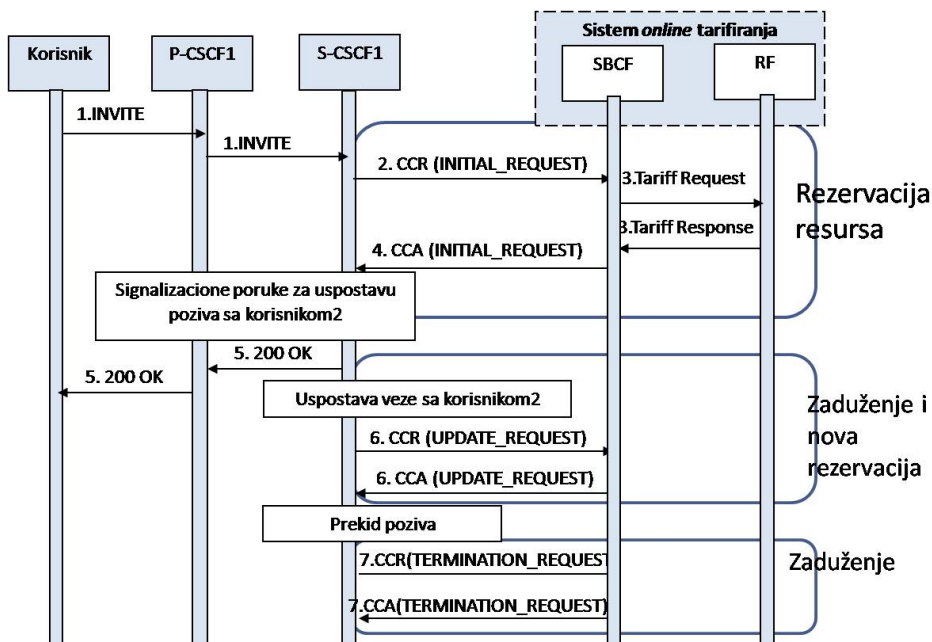 Sistem online tarifiranja
Korisnik
P-CSCF1
S-CSCF1
SBCF
RF
1.INVITE
1.INVITE
2. CCR (INITIAL_REQUEST)
3.Tariff Request
Rezervacija
resursa
3.Tariff Response
4. CCA (INITIAL_REQUEST)
Signalizacione poruke za uspostavu
poziva sa korisnikom2
5. 200 OK
5. 200 OK
Uspostava veze sa korisnikom2
Zaduženje i
nova
rezervacija
6. CCR (UPDATE_REQUEST)
6. CCA (UPDATE_REQUEST)
Prekid poziva
7.CCR(TERMINATION_REQUEST
Zaduženje
7.CCA(TERMINATION_REQUEST)